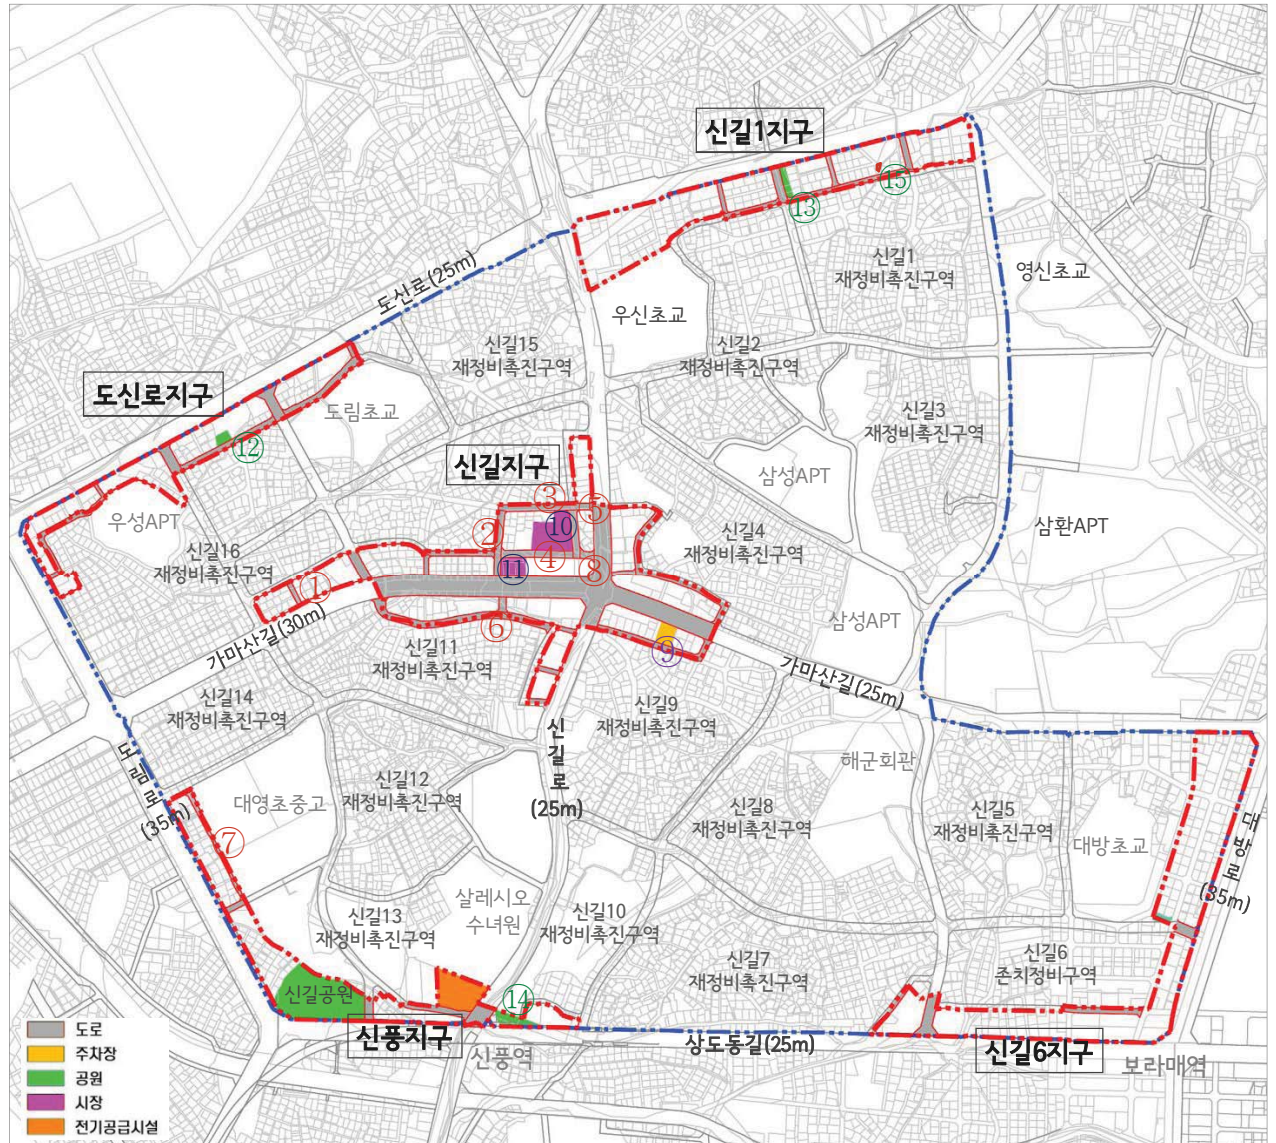 신길1지구
⑮
⑬
신길1
재정비촉진구역
영신초교
도신로(25m)
우신초교
신길15
재정비촉진구역
신길2
재정비촉진구역
도신로지구
도림초교
신길3
재정비촉진구역
⑫
신길지구
삼성APT
③
⑤
우성APT
②
⑩
신길4
재정비촉진구역
삼환APT
신길16
재정비촉진구역
④
⑪
⑧
①
삼성APT
가마산길(30m)
⑥
신길11
재정비촉진구역
⑨
가마산길(25m)
신길14
재정비촉진구역
신길9
재정비촉진구역
신길로
(25m)
도림로
(35m)
해군회관
신길12
재정비촉진구역
대영초중고
신길8
재정비촉진구역
신길5
재정비촉진구역
대방로
(35m)
⑦
대방초교
살레시오
수녀원
신길13
재정비촉진구역
신길10
재정비촉진구역
신길7
재정비촉진구역
신길6
존치정비구역
신길공원
⑭
신풍지구
신풍역
상도동길(25m)
신길6지구
보라매역
도로
주차장
공원
시장
전기공급시설